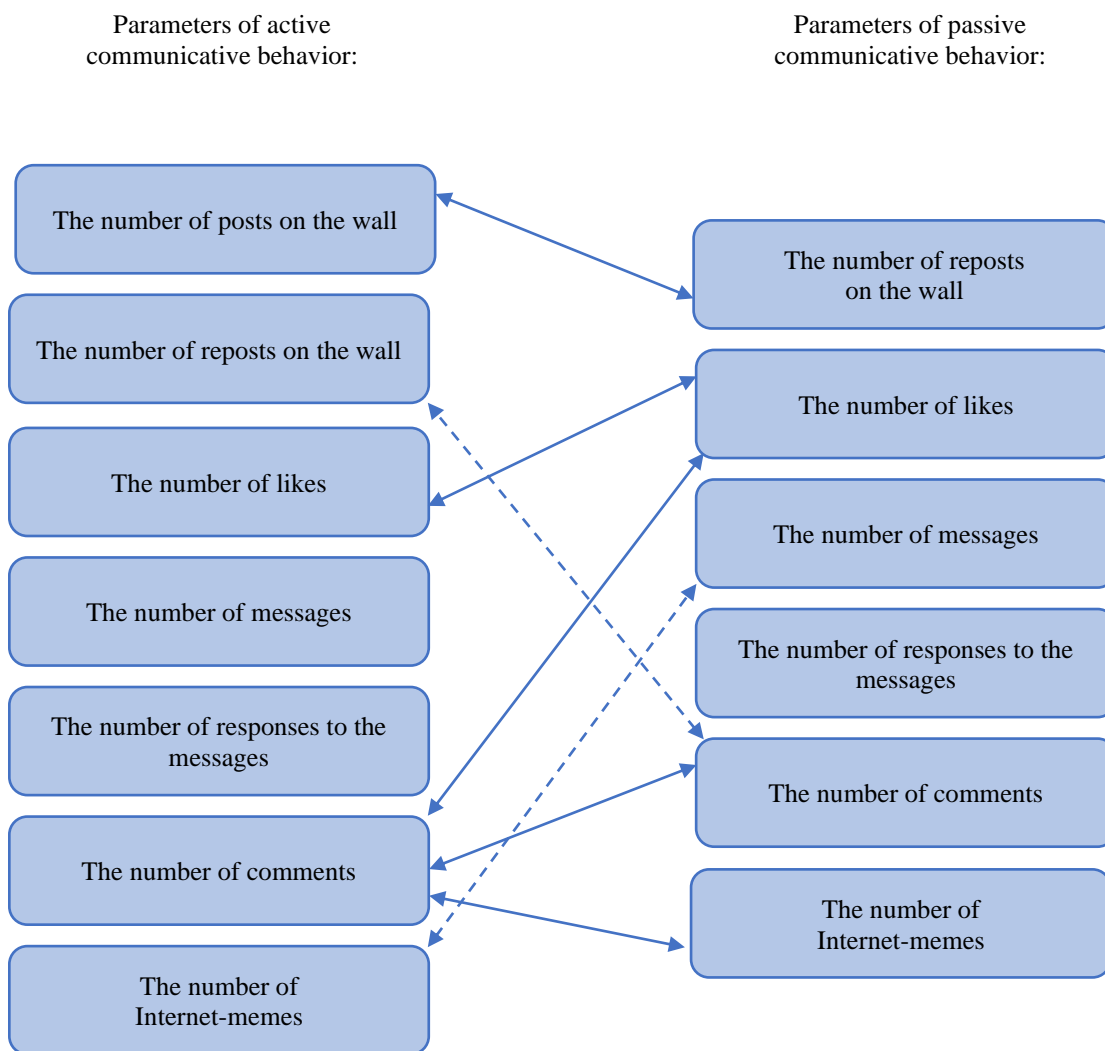 Parameters of active
communicative behavior:
Parameters of passive
communicative behavior:
The number of posts on the wall
The number of reposts on the wall
The number of likes
The number of messages
The number of responses to the
messages
The number of comments
The number of
Internet-memes
The number of reposts
on the wall
The number of likes
The number of messages
The number of responses to the
messages
The number of comments
The number of
Internet-memes